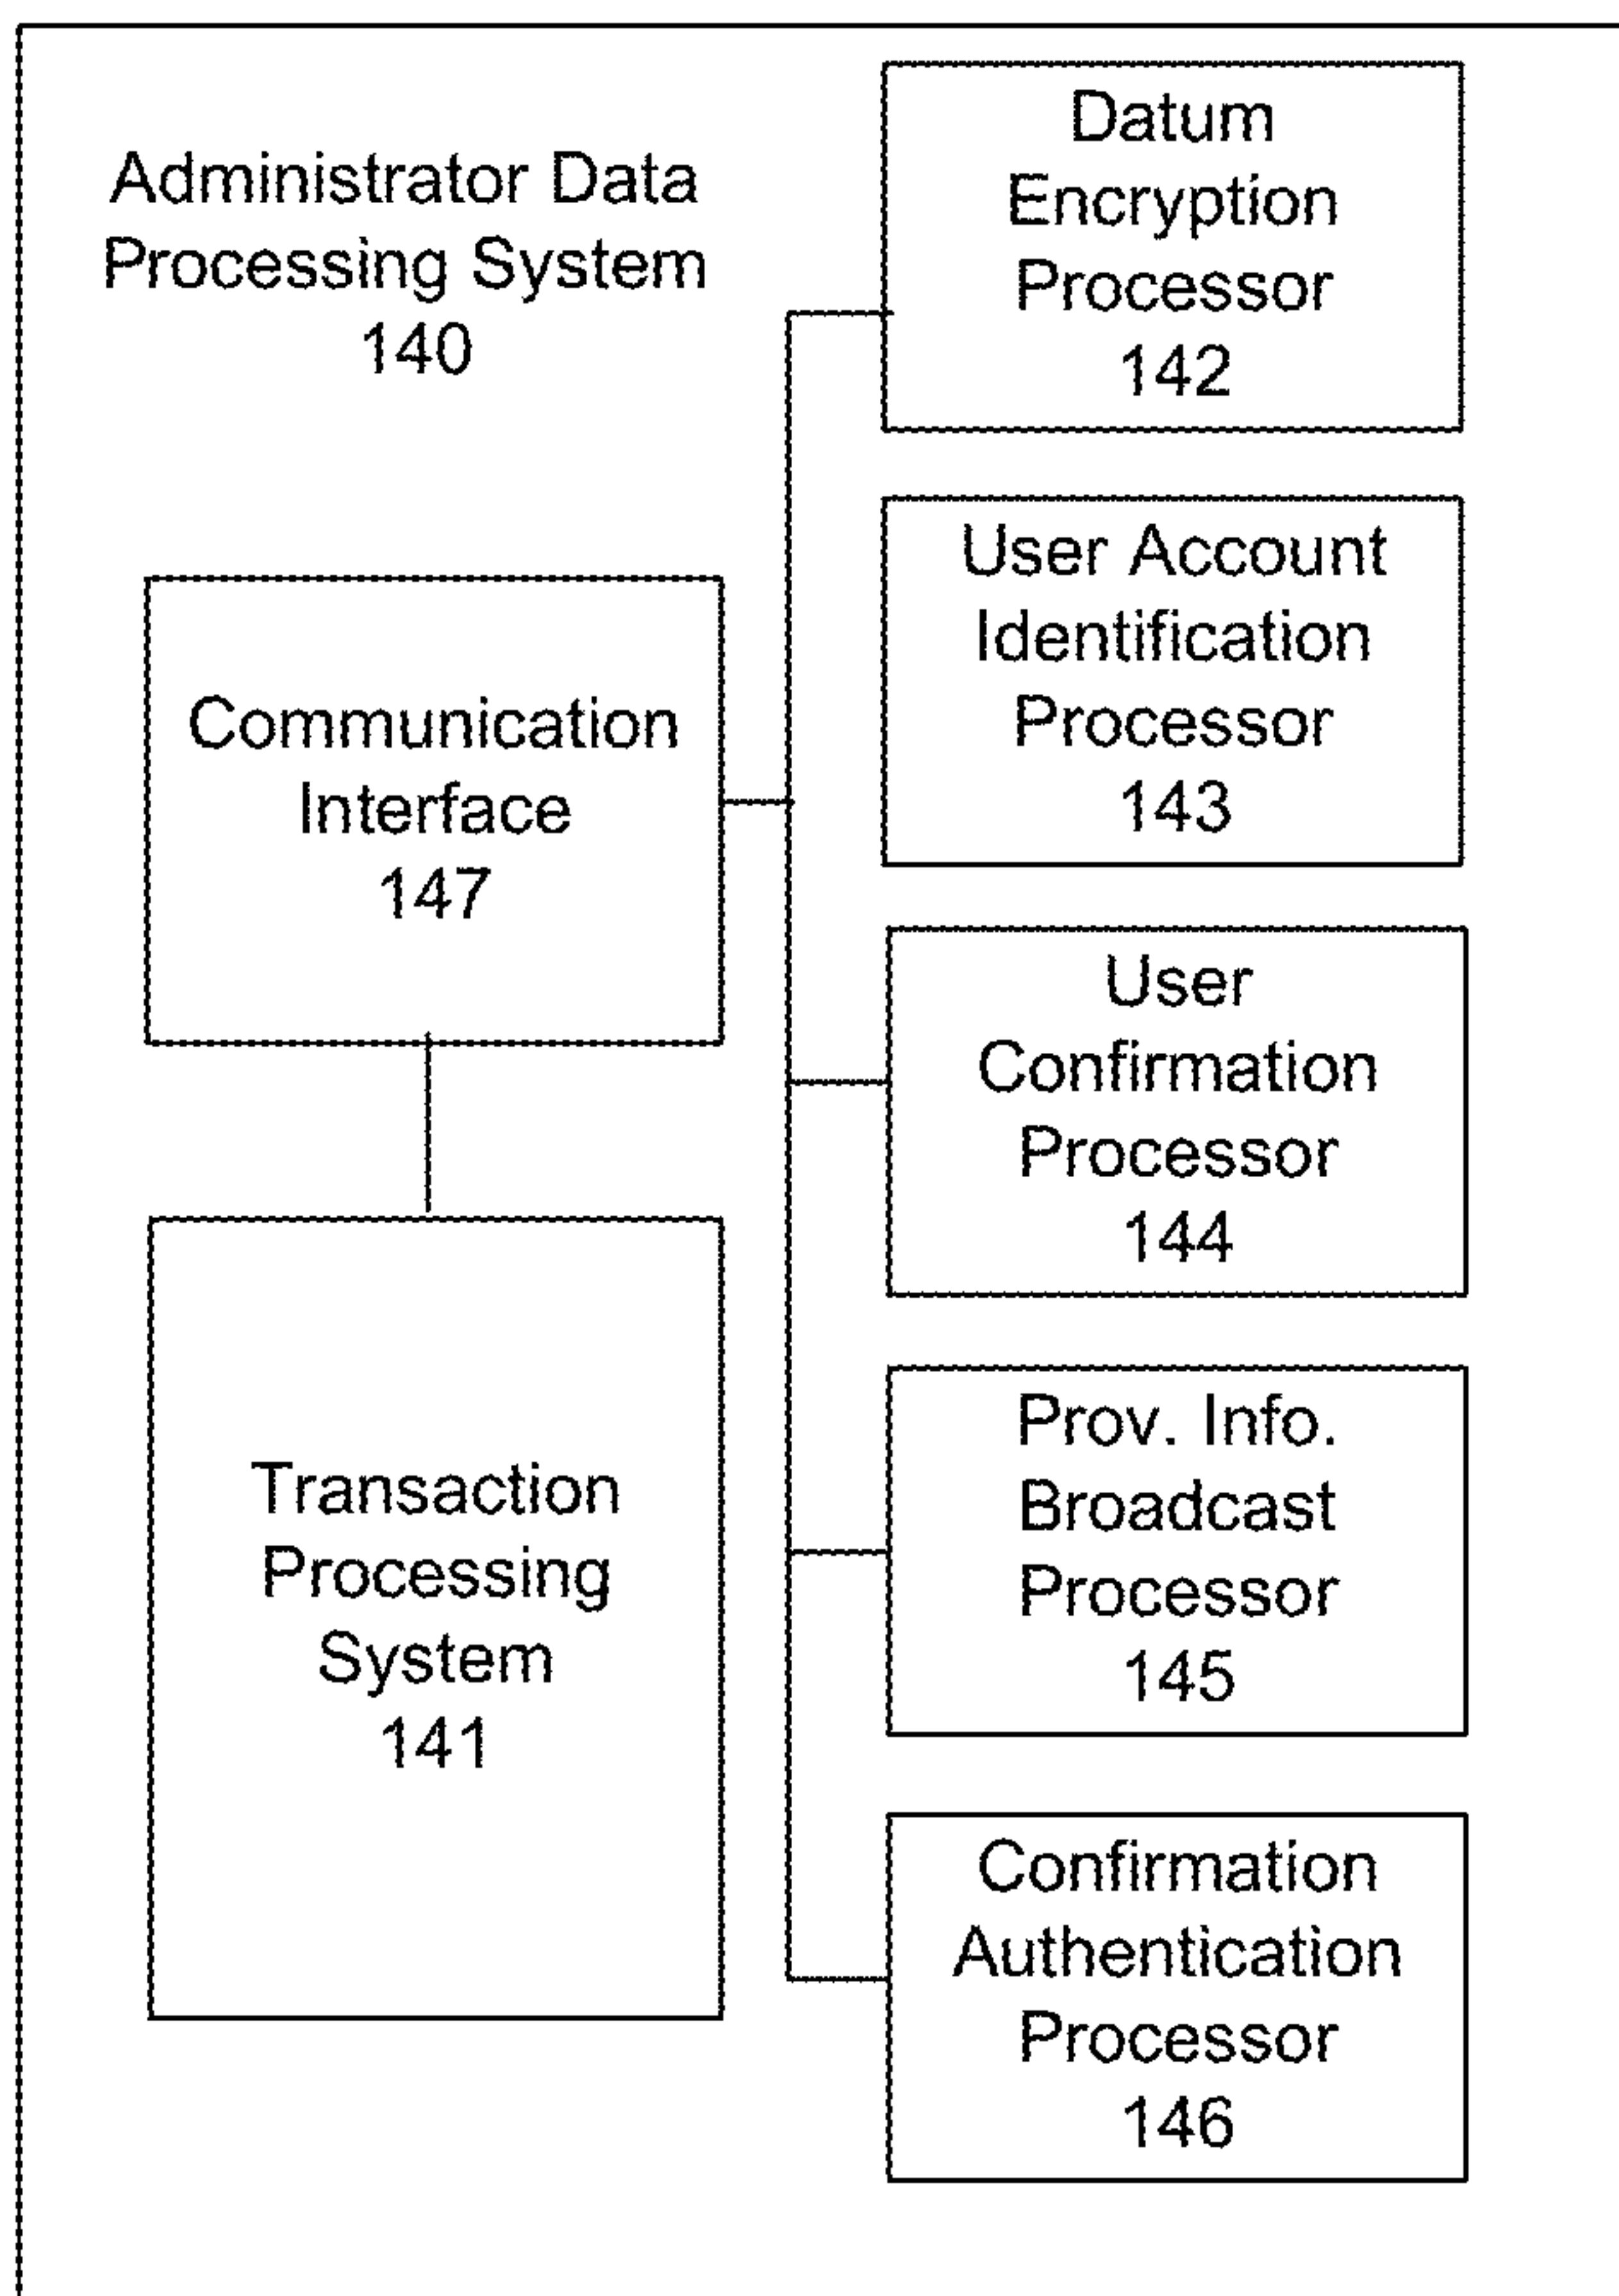 Administrator Data
Processing System
140
Communication
Interface
147
Transaction
Processing
System
141
Datum
Encryption
Processor
142
User Account
Identification
Processor
143
User
Confirmation
Processor
144
Prov. Info.
Broadcast
Processor
145
Confirmation
Authentication
Processor
146